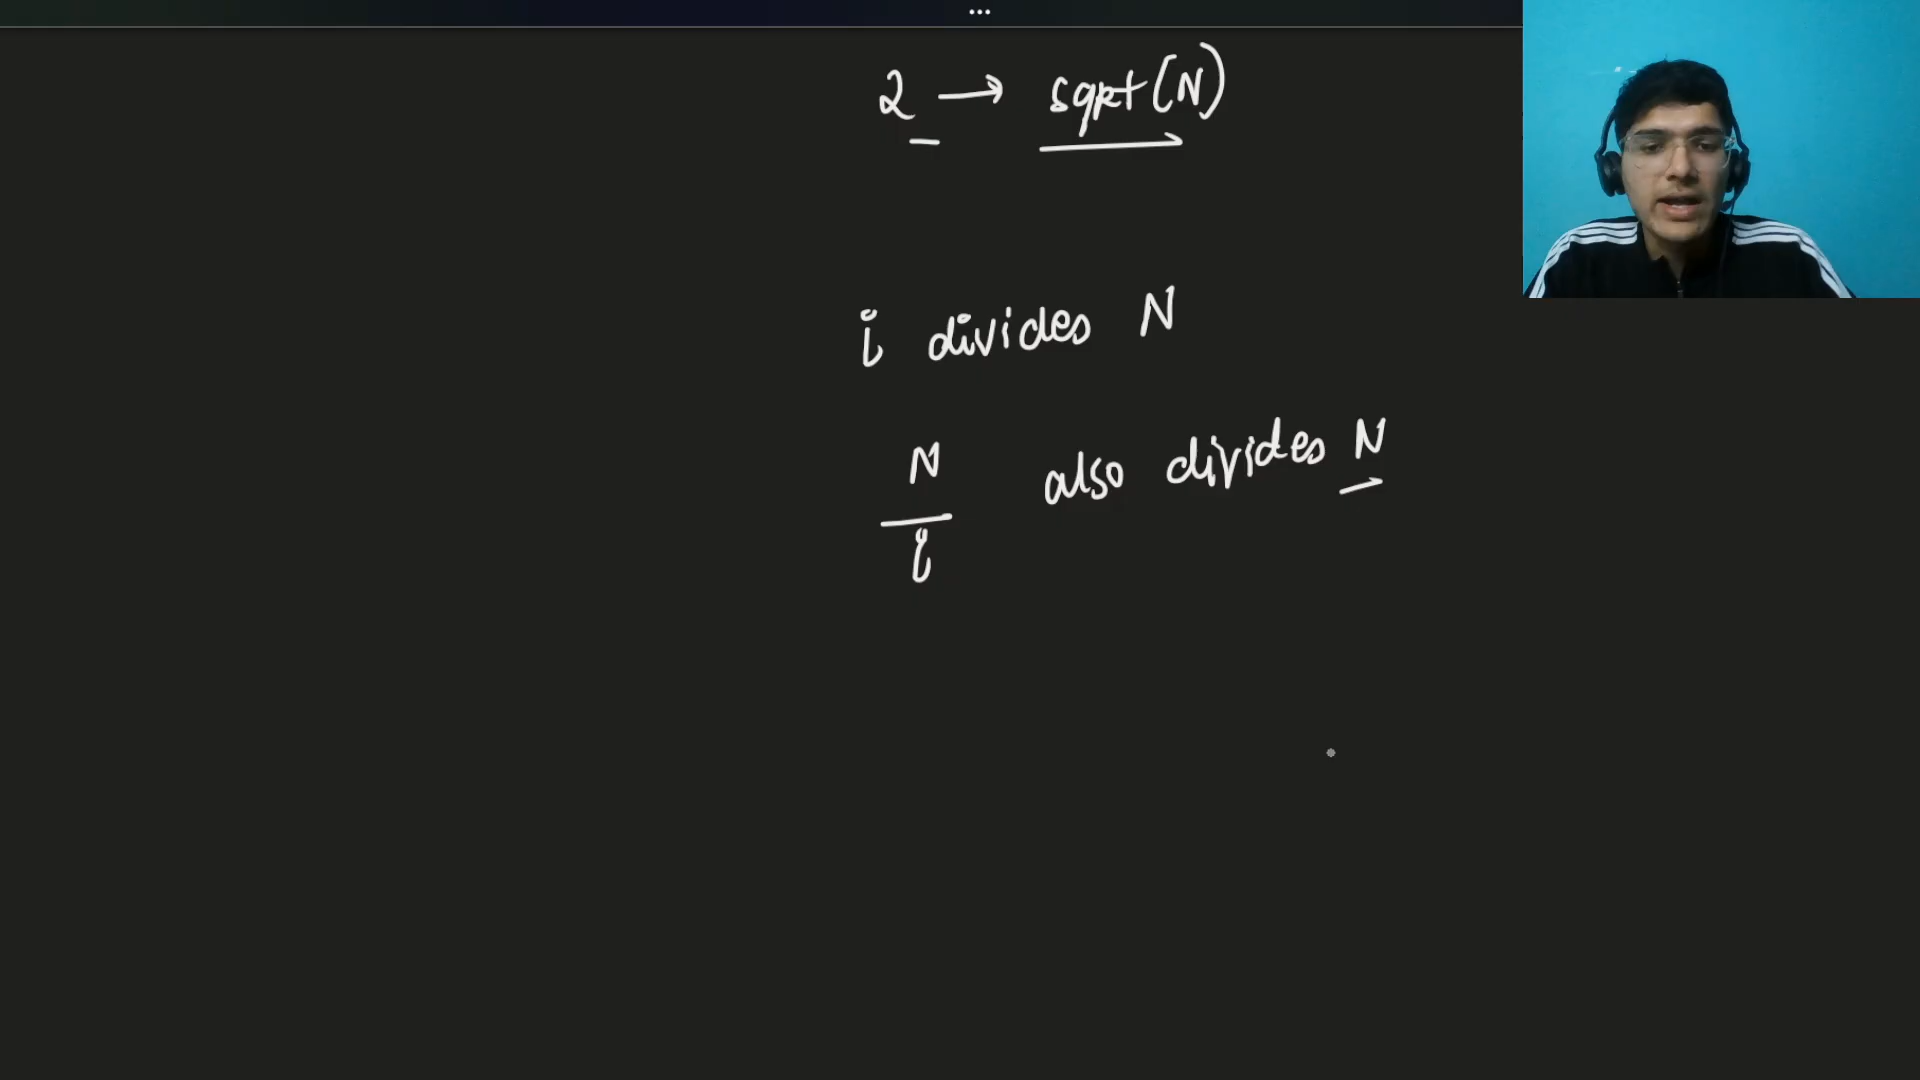 2 → sqrt(N)
i divides N
N
i also divides N